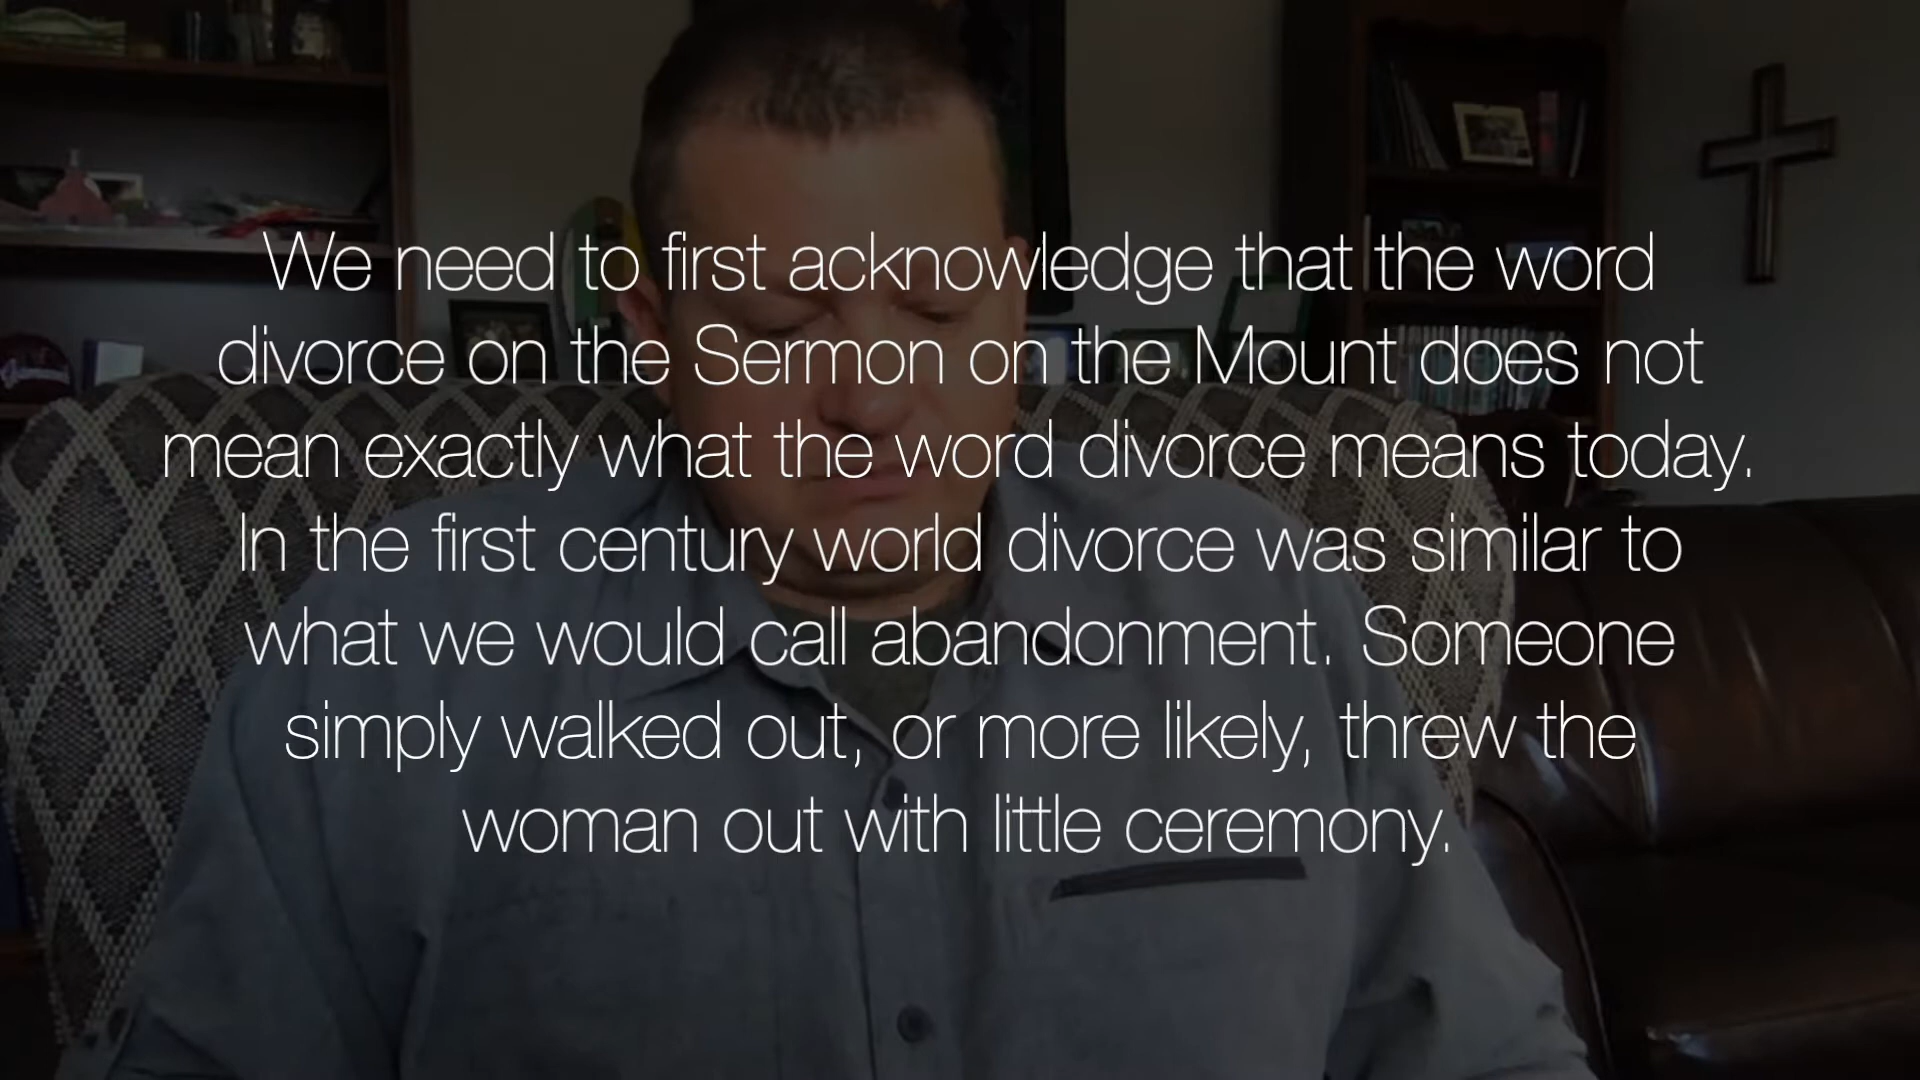 We need to first acknowledge that the word
divorce on the Sermon on the Mount does not
mean exactly what the word divorce means today.
In the first century world divorce was similar to
what we would call abandonment. Someone
simply walked out, or more likely, threw the
woman out with little ceremony.